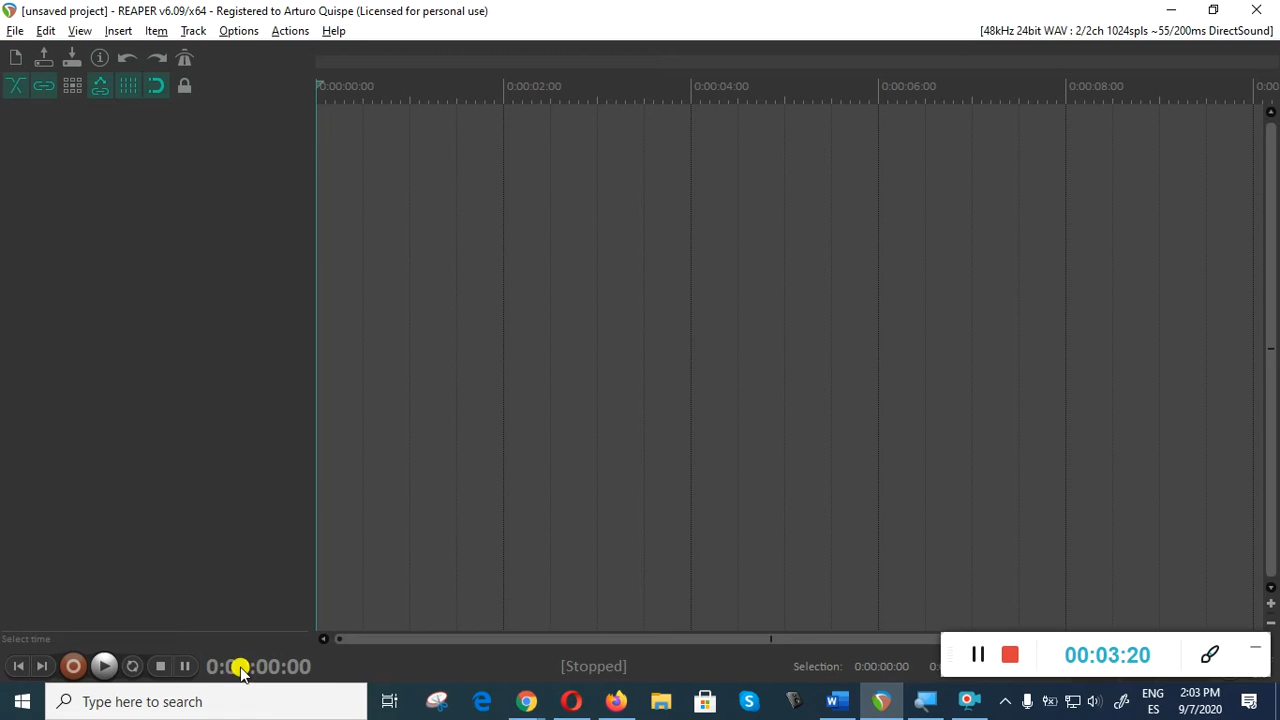 [unsaved project] - REAPER v6.09/x64 - Registered to Arturo Quispe (Licensed for personal use)
File Edit View Insert Item Track Options Actions Help [48kHz 24bit WAV : 2/2ch 1024spls ~55/200ms DirectSound]
0:00:00:00 0:00:02:00 0:00:04:00 0:00:06:00 0:00:08:00 0:00
Select time
[Stopped] Selection: 0:00:00:00
00:03:20
Type here to search
ENG 2:03 PM
ES 9/7/2020